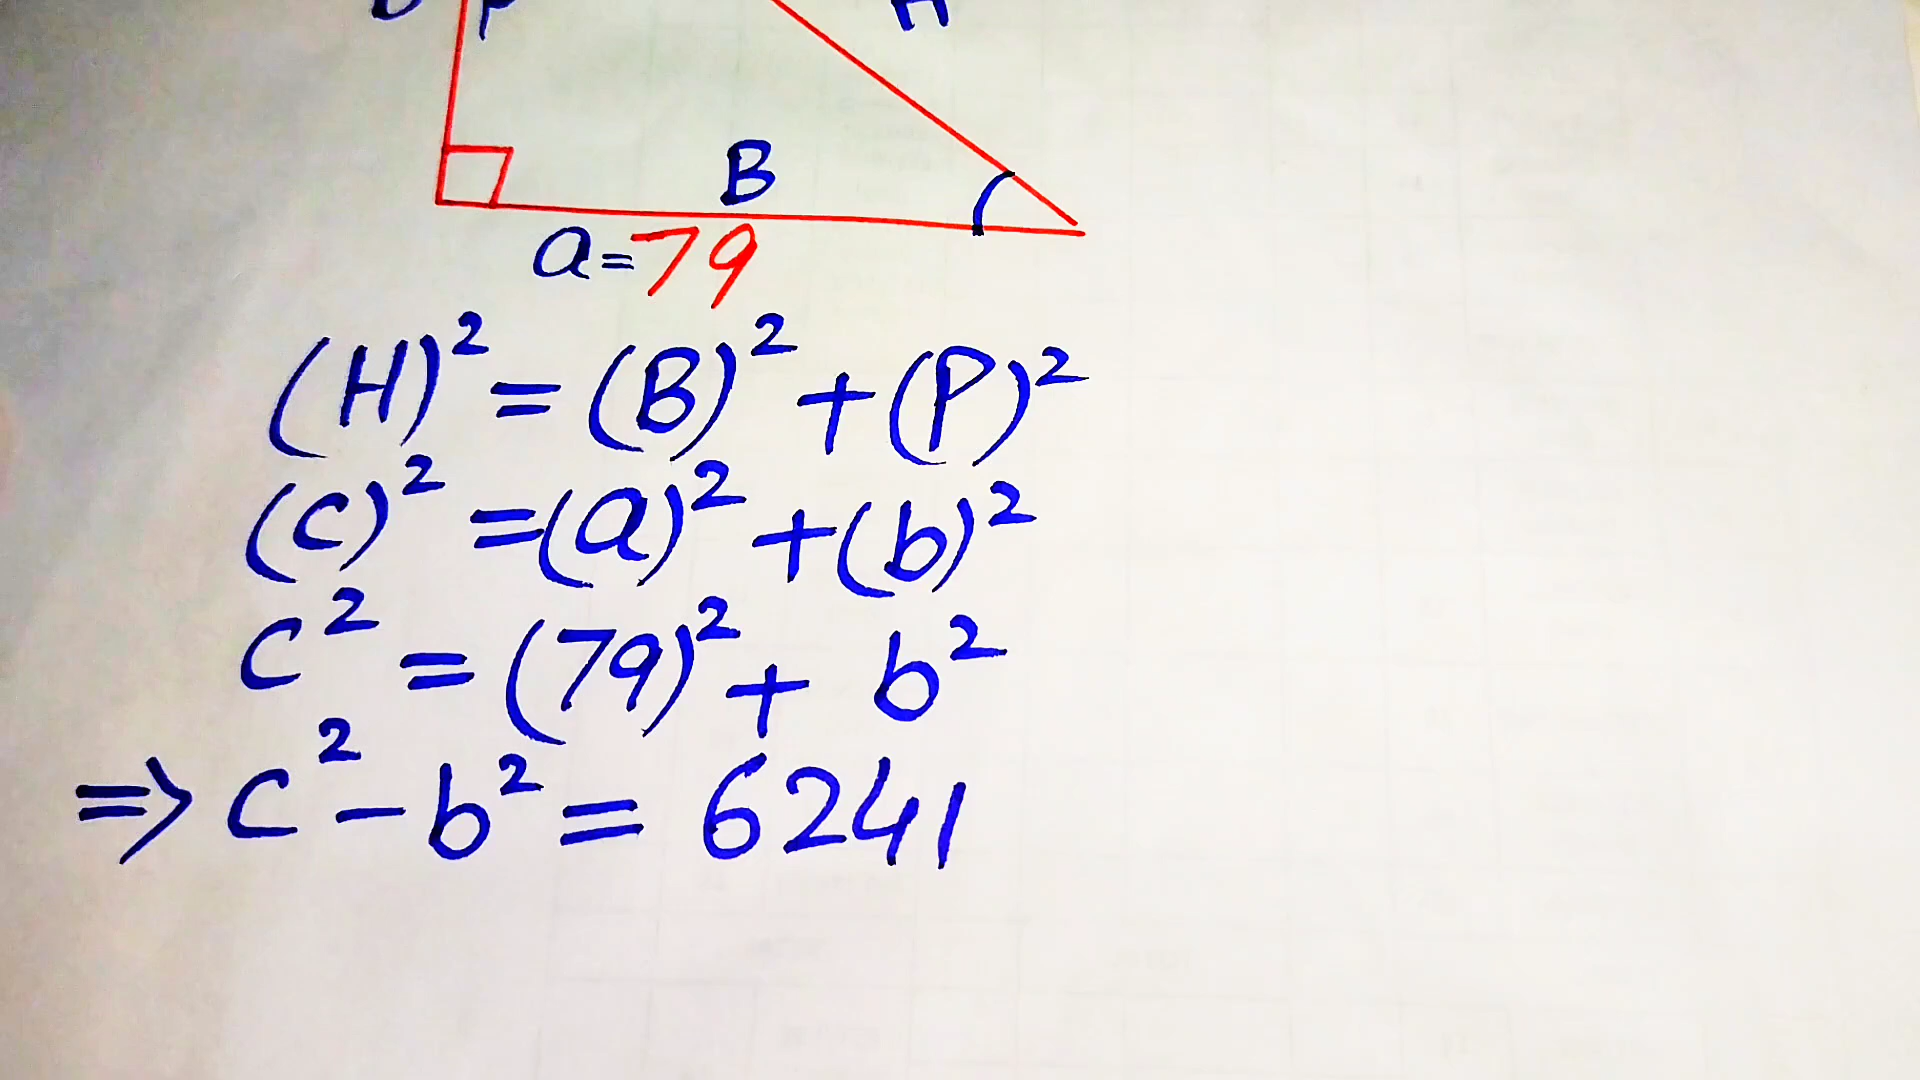 B
a=79
(H)² = (B)² + (P)²
(C)² =(a)² +(b)²
c² = (79)² + b²
⇒ c² - b² = 6241